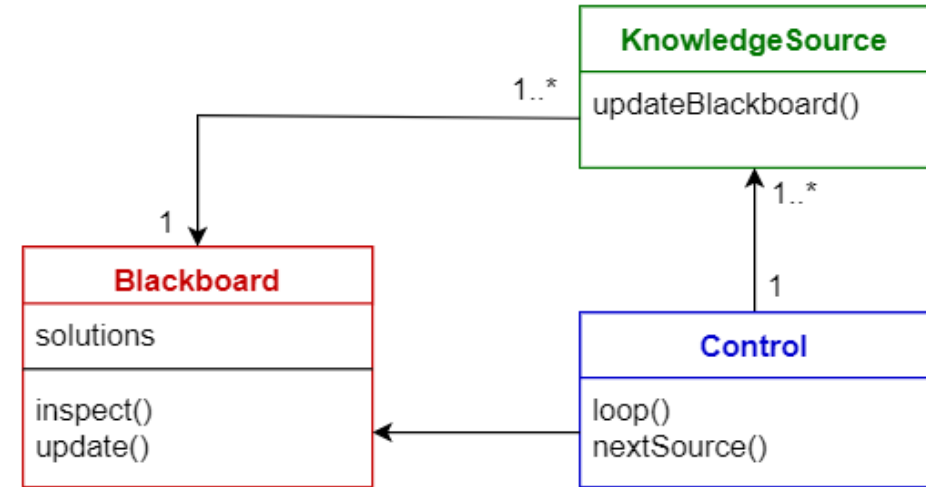 KnowledgeSource
updateBlackboard()
1..*
1
1..*
1
Blackboard
solutions
inspect()
update()
Control
loop()
nextSource()